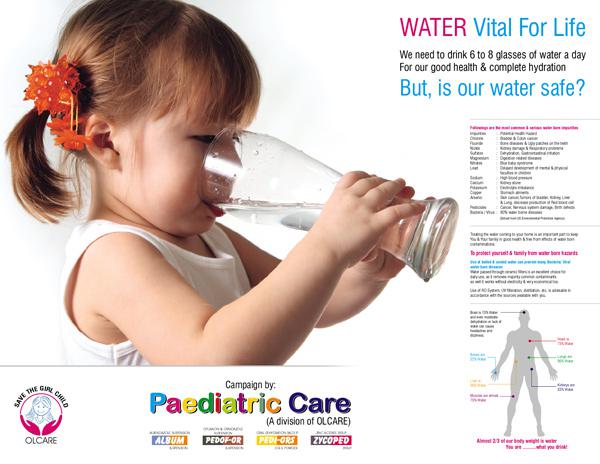 WATER Vital For Life
We need to drink 6 to 8 glasses of water a day
For our good health & complete hydration
But, is our water safe?
Followings are the most common & serious water born impurities
Impurities : Potential Health Hazard
Chlorine : Bladder & Colon cancer
Fluoride : Bone diseases & Ugly patches on the teeth
Nickle : Kidney damage & Respiratory problems
Sulfates : Dehydration, Gastrointestinal irritation
Magnesium : Digestion related diseases
Nitrates : Blue baby syndrome
Lead : Delayed development of mental & physical
faculties in children
Sodium : High blood pressure
Calcium : Kidney stone
Potassium : Electrolyte imbalance
Copper : Stomach ailments
Arsenic : Skin cancer, Tumors of bladder, Kidney, Liver
& Lung, decrease production of Red blood cell
Pesticides : Cancer, Nervous system damage, Birth defects
Bacteria / Virus : 80% water borne diseases
Treating the water coming to your home is an important part to keep
You & Your family in good health & free from effects of water born
contaminations.
To protect yourself & family from water born hazards
Use of boiled & cooled water can prevent many Bacteria/ Viral
water born diseases
Water passed through ceramic filters is an excellent choice for
daily use, as it removes majority common contaminants
as well it works without electricity & very economical too.
Use of RO System, UV filteration, distillation, etc. is advisable in
accordance with the sources available with you.
Brain is 75% Water
and even moderate
dehydration or lack of
water can cause
headaches and
dizziness.
Heart is
75% Water
Bones are
22% Water
Lungs are
86% Water
Liver is
86% Water
Kidneys are
83% Water
Muscles are
75% Water
Almost 2/3 of our body weight is water
You are ........what you drink!
SAVE THE GIRL CHILD
OLCARE
Campaign by:
Paediatric Care
(A division of OLCARE)
ALBENDAZOLE SUSPENSION
ALBUM
SUSPENSION
SUSPENSION
PEDOF-OR
SUSPENSION
PEDI-ORS
ZYCOPED
SYRUP